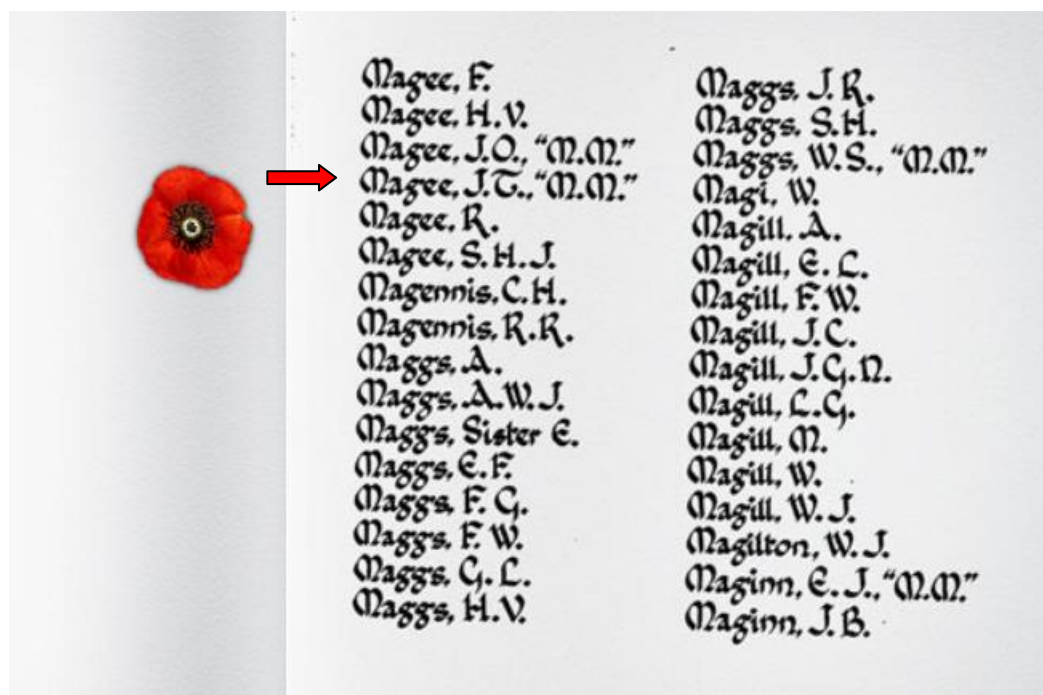 Magee, F.
Magee, H.V.
Magee, J.O., "M.M."
Magee, J.T., "M.M."
Magee, R.
Magee, S.H.J.
Magennis, C.H.
Magennis, R.R.
Maggs, A.
Maggs, A.W.J.
Maggs, Sister E.
Maggs, E.F.
Maggs, F.G.
Maggs, F.W.
Maggs, G.L.
Maggs, H.V.
Maggs, J.R.
Maggs, S.H.
Maggs, W.S., "M.M."
Magi, W.
Magill, A.
Magill, E.L.
Magill, F.W.
Magill, J.C.
Magill, J.G.N.
Magill, L.G.
Magill, M.
Magill, W.
Magill, W.J.
Magilton, W.J.
Maginn, E.J., "M.M."
Maginn, J.B.